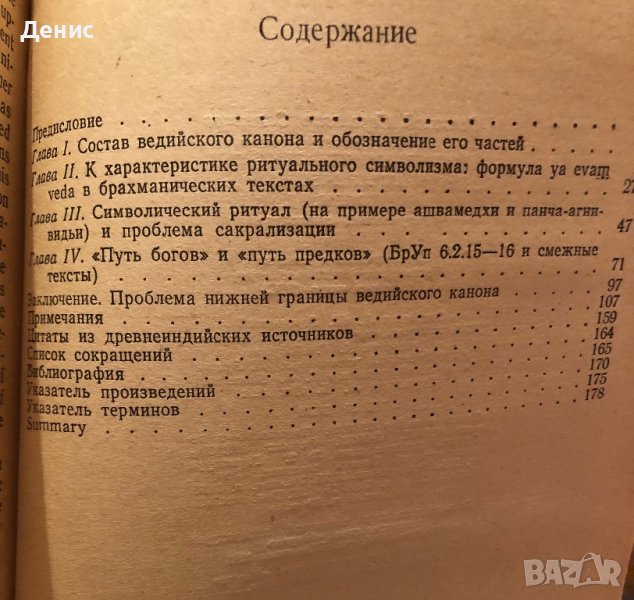 Денис
Содержание
Предисловие
Глава I. Состав ведийского канона и обозначение его частей
Глава II. К характеристике ритуального символизма: формула ya evam
veda в брахманических текстах
Глава III. Символический ритуал (на примере ашвамедхи и панча-агни-
видьи) и проблема сакрализации 47
Глава IV. «Путь богов» и «путь предков» (БрУп 6.2.15—16 и смежные
тексты) 71
Заключение. Проблема нижней границы ведийского канона 97
Примечания 107
Цитаты из древнеиндийских источников 159
Список сокращений 164
Библиография 165
Указатель произведений 170
Указатель терминов 175
Summary 178
BAZAR